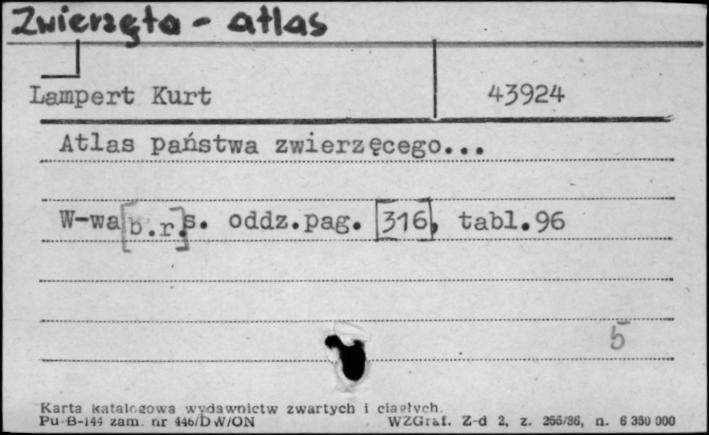 Zwierzęta - atlas
Lampert Kurt 43924
Atlas państwa zwierzęcego...
W-wa [b.r.] s. oddz.pag. [316], tabl.96
5
Karta katalogowa wydawnictw zwartych i ciągłych.
Pu-B-144 zam. nr 446/DW/ON WZGraf. Z-d 2, z. 256/86, n. 6 350 000